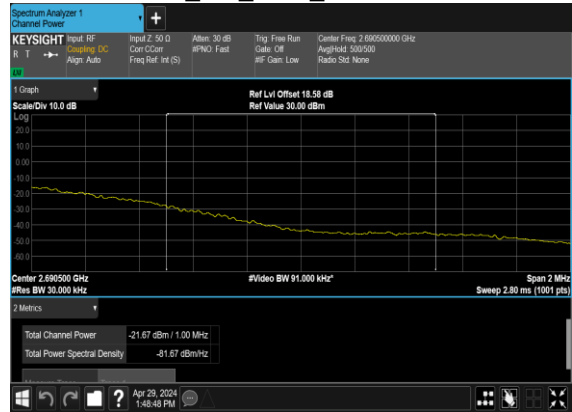 Spectrum Analyzer 1
Channel Power
KEYSIGHT
R T
Input: RF
Coupling: DC
Align: Auto
Input Z: 50 Ω
Corr CCorr
Freq Ref: Int (S)
Atten: 30 dB
#PNO: Fast
Trig: Free Run
Gate: Off
#IF Gain: Low
Center Freq: 2.690500000 GHz
Avg|Hold: 500/500
Radio Std: None
LW
1 Graph
Scale/Div 10.0 dB
Ref Lvl Offset 18.58 dB
Ref Value 30.00 dBm
Log
20.0
10.0
0.00
-10.0
-20.0
-30.0
-40.0
-50.0
-60.0
Center 2.690500 GHz
#Res BW 30.000 kHz
#Video BW 91.000 kHz*
Span 2 MHz
Sweep 2.80 ms (1001 pts)
2 Metrics
Total Channel Power
-21.67 dBm / 1.00 MHz
Total Power Spectral Density
-81.67 dBm/Hz
?
Apr 29, 2024
1:48:48 PM